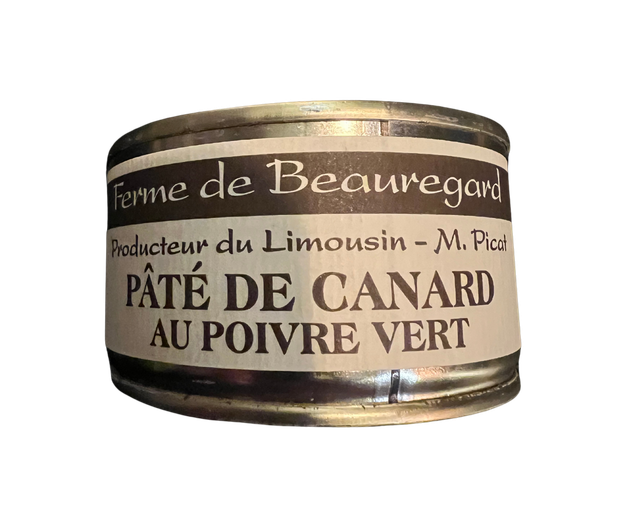 Ferme de Beauregard
Producteur du Limousin - M. Picat
PÂTÉ DE CANARD
AU POIVRE VERT